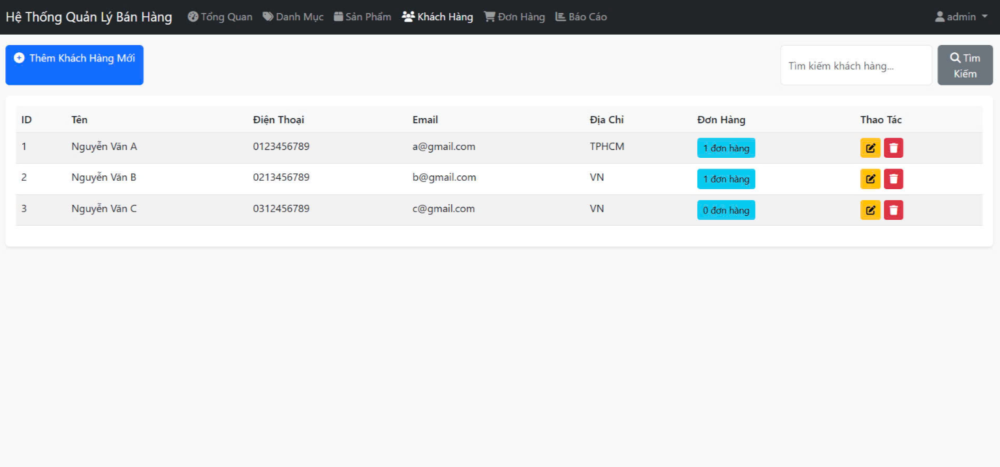 Hệ Thống Quản Lý Bán Hàng Tổng Quan Danh Mục Sản Phẩm Khách Hàng Đơn Hàng Báo Cáo admin
Thêm Khách Hàng Mới
Tìm kiếm khách hàng...
Tìm
Kiếm
ID Tên Điện Thoại Email Địa Chỉ Đơn Hàng Thao Tác
1 Nguyễn Văn A 0123456789 a@gmail.com TPHCM 1 đơn hàng
2 Nguyễn Văn B 0213456789 b@gmail.com VN 1 đơn hàng
3 Nguyễn Văn C 0312456789 c@gmail.com VN 0 đơn hàng